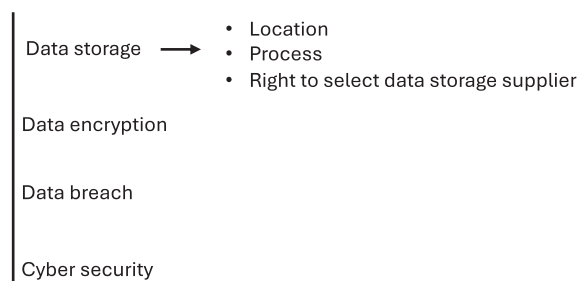 Data storage
• Location
• Process
• Right to select data storage supplier
Data encryption
Data breach
Cyber security